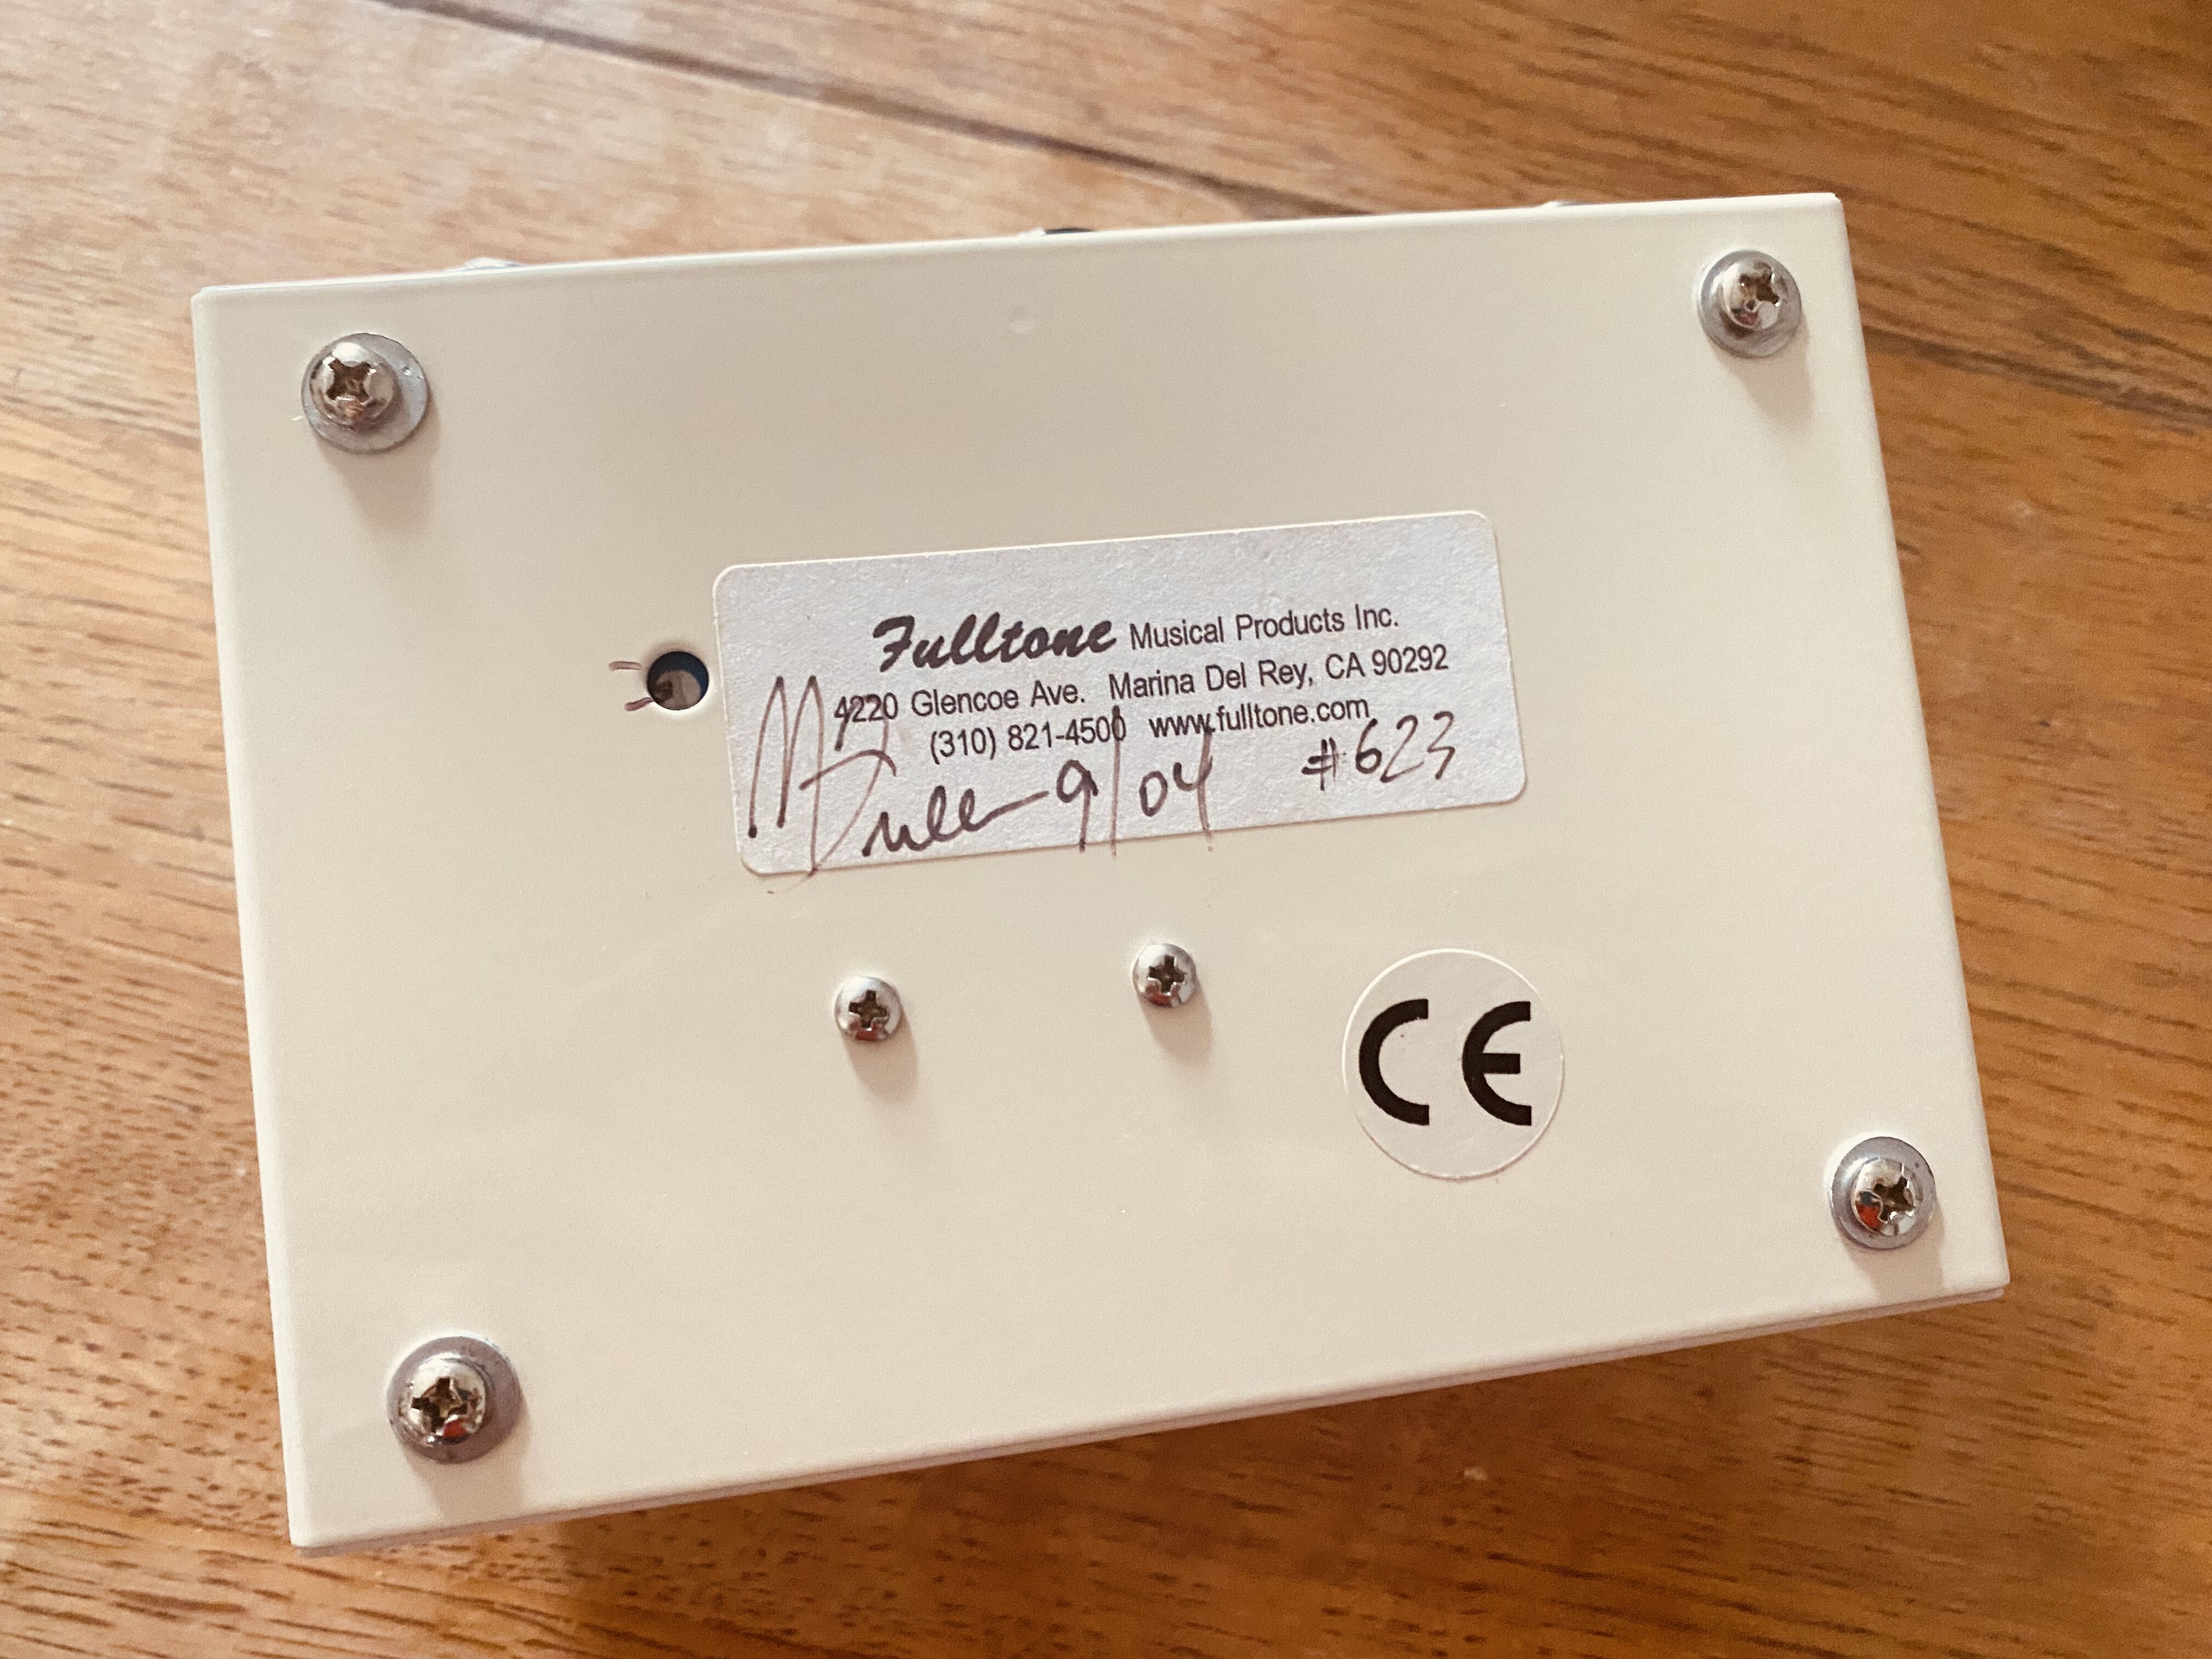 Fulltone Musical Products Inc.
4220 Glencoe Ave. Marina Del Rey, CA 90292
(310) 821-4500 www.fulltone.com
9/04 #623
CE